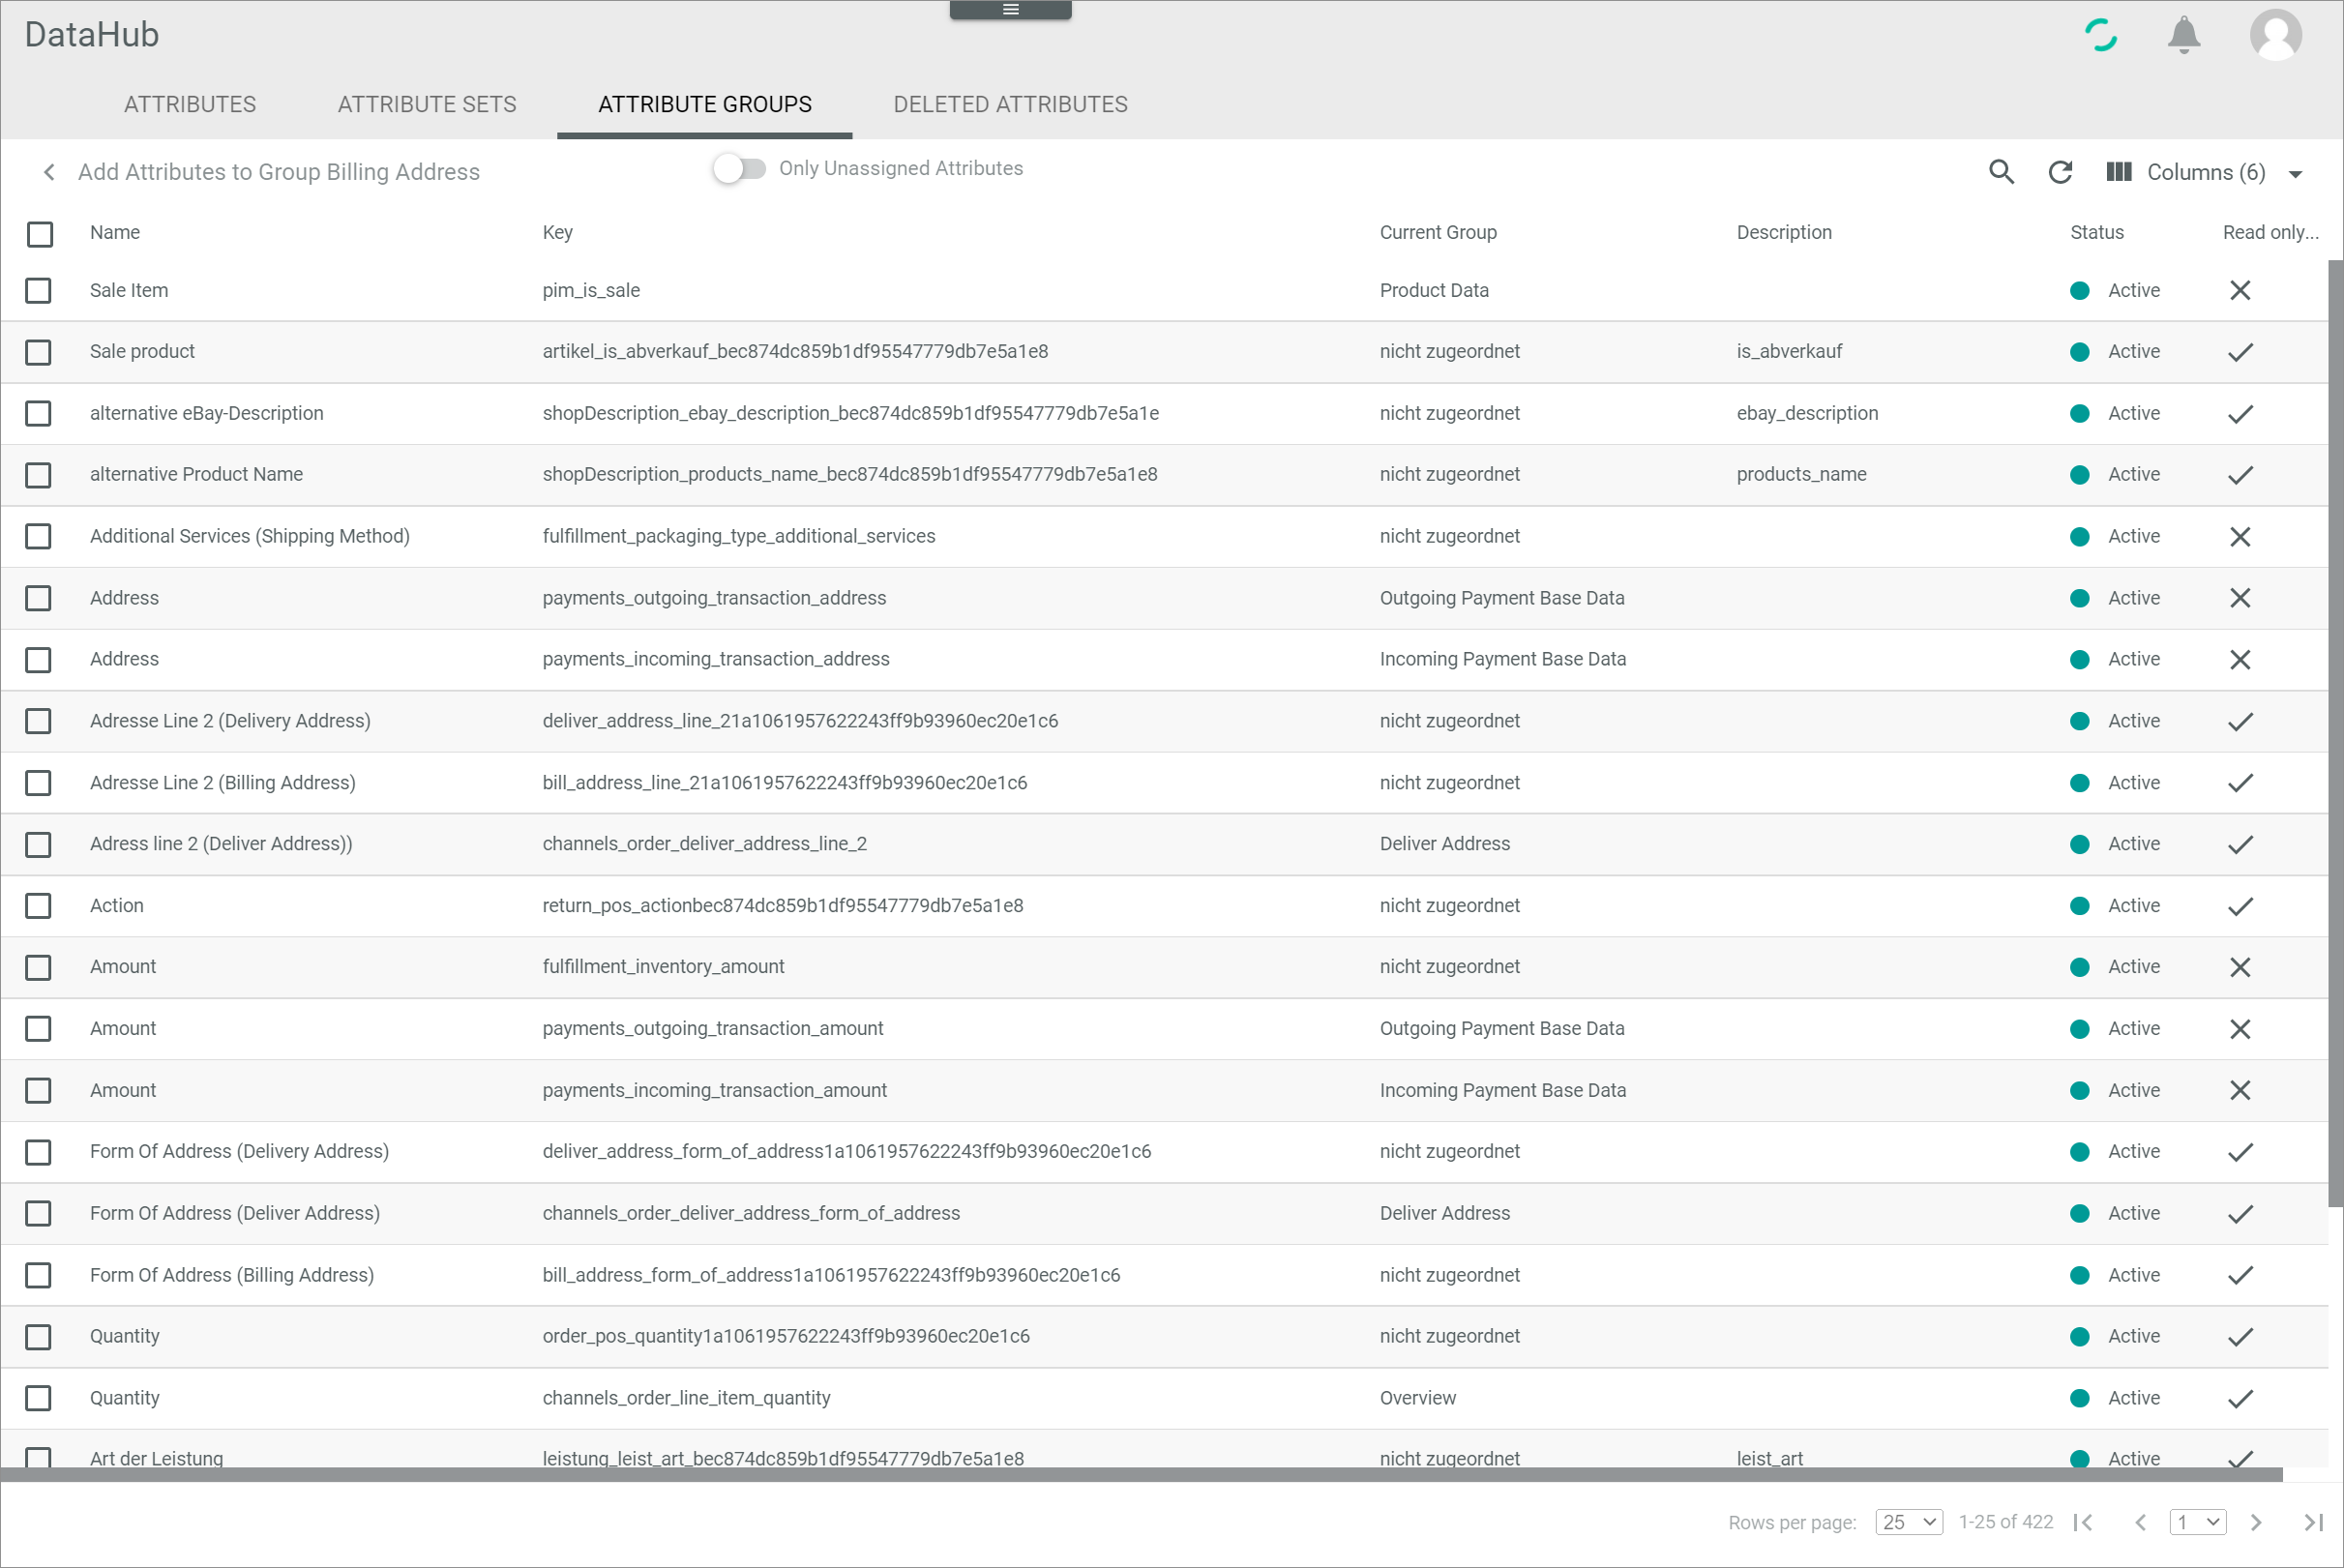 DataHub
ATTRIBUTES ATTRIBUTE SETS ATTRIBUTE GROUPS DELETED ATTRIBUTES
Add Attributes to Group Billing Address Only Unassigned Attributes Columns (6)
Name Key Current Group Description Status Read only...
Sale Item pim_is_sale Product Data Active
Sale product artikel_is_abverkauf_bec874dc859b1df95547779db7e5a1e8 nicht zugeordnet is_abverkauf Active
alternative eBay-Description shopDescription_ebay_description_bec874dc859b1df95547779db7e5a1e nicht zugeordnet ebay_description Active
alternative Product Name shopDescription_products_name_bec874dc859b1df95547779db7e5a1e8 nicht zugeordnet products_name Active
Additional Services (Shipping Method) fulfillment_packaging_type_additional_services nicht zugeordnet Active
Address payments_outgoing_transaction_address Outgoing Payment Base Data Active
Address payments_incoming_transaction_address Incoming Payment Base Data Active
Adresse Line 2 (Delivery Address) deliver_address_line_21a1061957622243ff9b93960ec20e1c6 nicht zugeordnet Active
Adresse Line 2 (Billing Address) bill_address_line_21a1061957622243ff9b93960ec20e1c6 nicht zugeordnet Active
Adress line 2 (Deliver Address)) channels_order_deliver_address_line_2 Deliver Address Active
Action return_pos_actionbec874dc859b1df95547779db7e5a1e8 nicht zugeordnet Active
Amount fulfillment_inventory_amount nicht zugeordnet Active
Amount payments_outgoing_transaction_amount Outgoing Payment Base Data Active
Amount payments_incoming_transaction_amount Incoming Payment Base Data Active
Form Of Address (Delivery Address) deliver_address_form_of_address1a1061957622243ff9b93960ec20e1c6 nicht zugeordnet Active
Form Of Address (Deliver Address) channels_order_deliver_address_form_of_address Deliver Address Active
Form Of Address (Billing Address) bill_address_form_of_address1a1061957622243ff9b93960ec20e1c6 nicht zugeordnet Active
Quantity order_pos_quantity1a1061957622243ff9b93960ec20e1c6 nicht zugeordnet Active
Quantity channels_order_line_item_quantity Overview Active
Art der Leistung leistung_leist_art_bec874dc859b1df95547779db7e5a1e8 nicht zugeordnet leist_art Active
Rows per page: 25 1-25 of 422 1